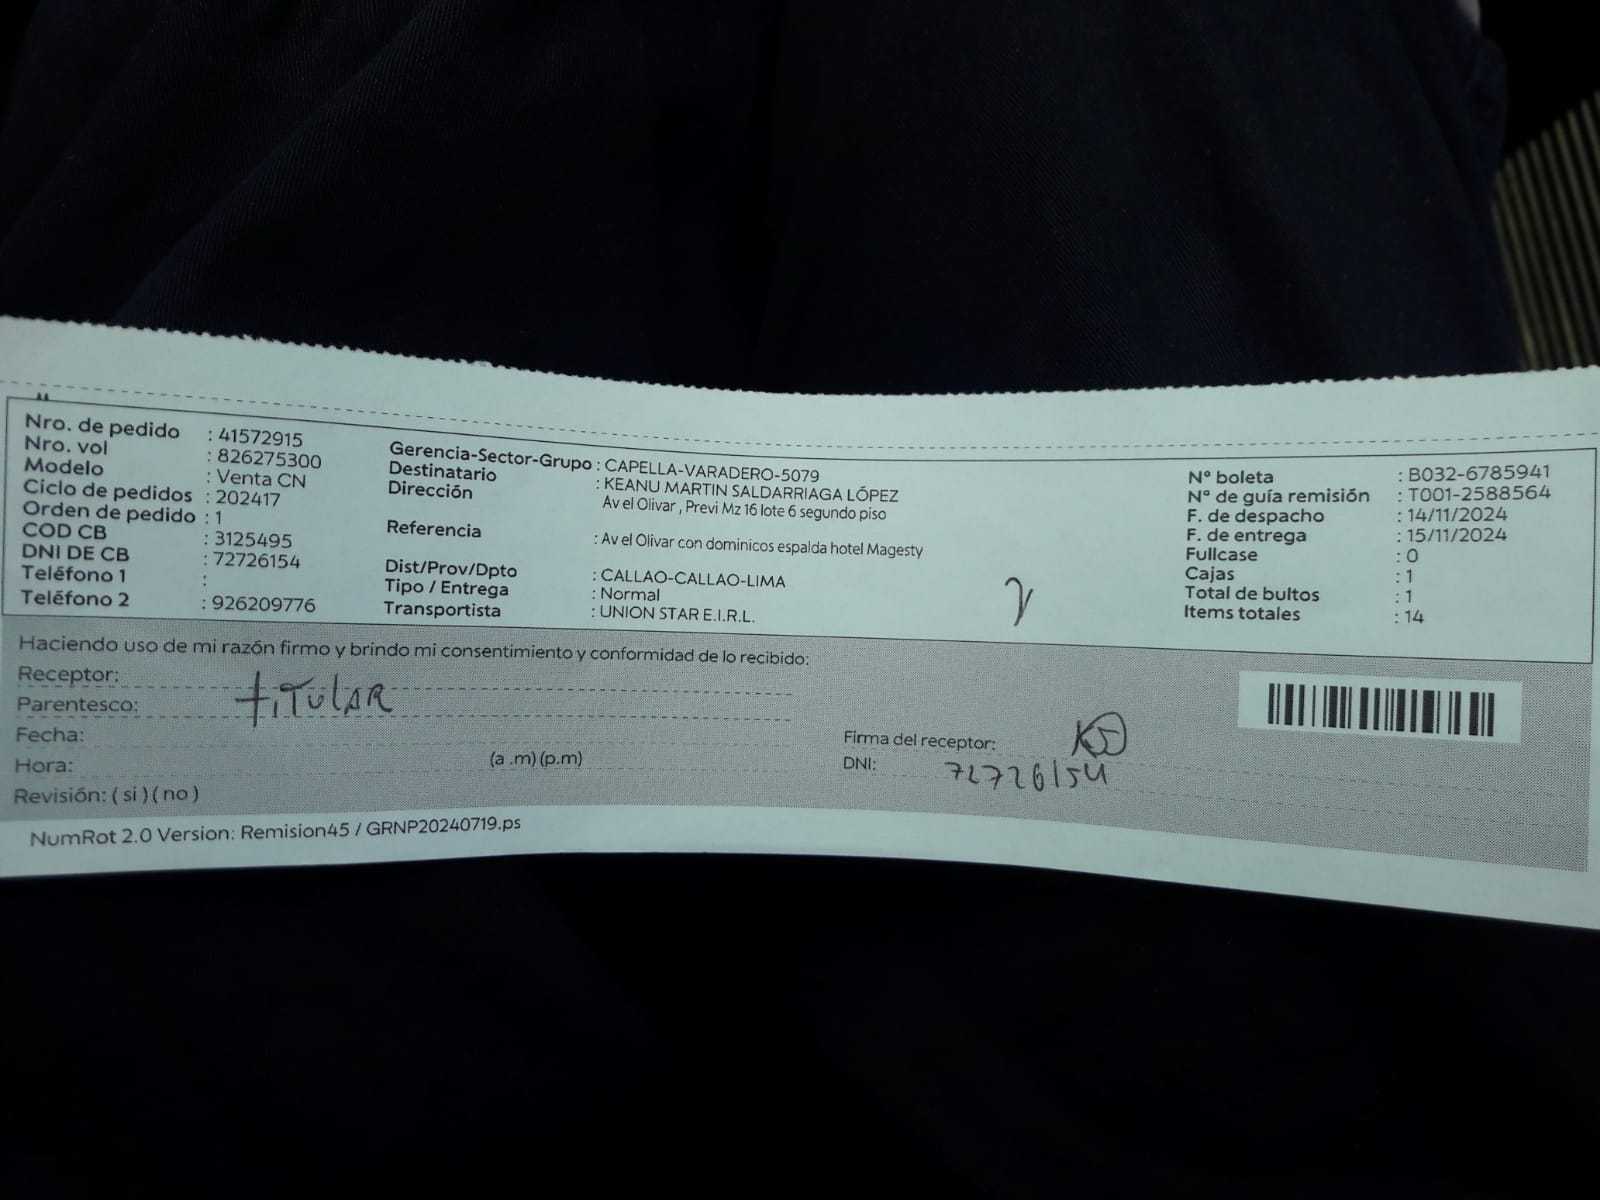 Nro. de pedido : 41572915
Nro. vol : 826275300
Modelo : Venta CN
Ciclo de pedidos : 202417
Orden de pedido : 1
COD CB : 3125495
DNI DE CB : 72726154
Teléfono 1 :
Teléfono 2 : 926209776
Gerencia-Sector-Grupo : CAPELLA-VARADERO-5079
Destinatario : KEANU MARTIN SALDARRIAGA LÓPEZ
Dirección Av el Olivar , Previ Mz 16 lote 6 segundo piso
Referencia : Av el Olivar con dominicos espalda hotel Magesty
Dist/Prov/Dpto : CALLAO-CALLAO-LIMA
Tipo / Entrega : Normal
Transportista : UNION STAR E.I.R.L.
N° boleta : B032-6785941
N° de guía remisión : T001-2588564
F. de despacho : 14/11/2024
F. de entrega : 15/11/2024
Fullcase : 0
Cajas : 1
Total de bultos : 1
Items totales : 14
Haciendo uso de mi razón firmo y brindo mi consentimiento y conformidad de lo recibido:
Receptor:
Parentesco: titular
Fecha:
Hora: (a .m) (p.m)
Revisión: ( si ) ( no )
Firma del receptor:
DNI: 72726154
NumRot 2.0 Version: Remision45 / GRNP20240719.ps